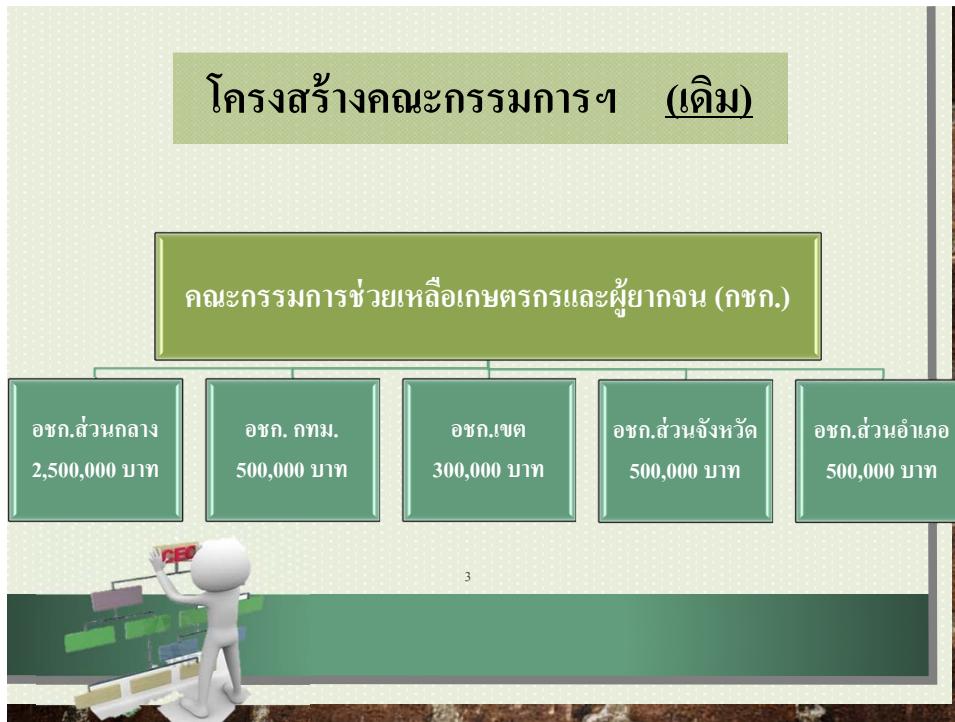 โครงสร้างคณะกรรมการฯ (เดิม)
คณะกรรมการช่วยเหลือเกษตรกรและผู้ยากจน (กชก.)
อชก.ส่วนกลาง
2,500,000 บาท
อชก. กทม.
500,000 บาท
อชก.เขต
300,000 บาท
อชก.ส่วนจังหวัด
500,000 บาท
อชก.ส่วนอำเภอ
500,000 บาท
CEO
3